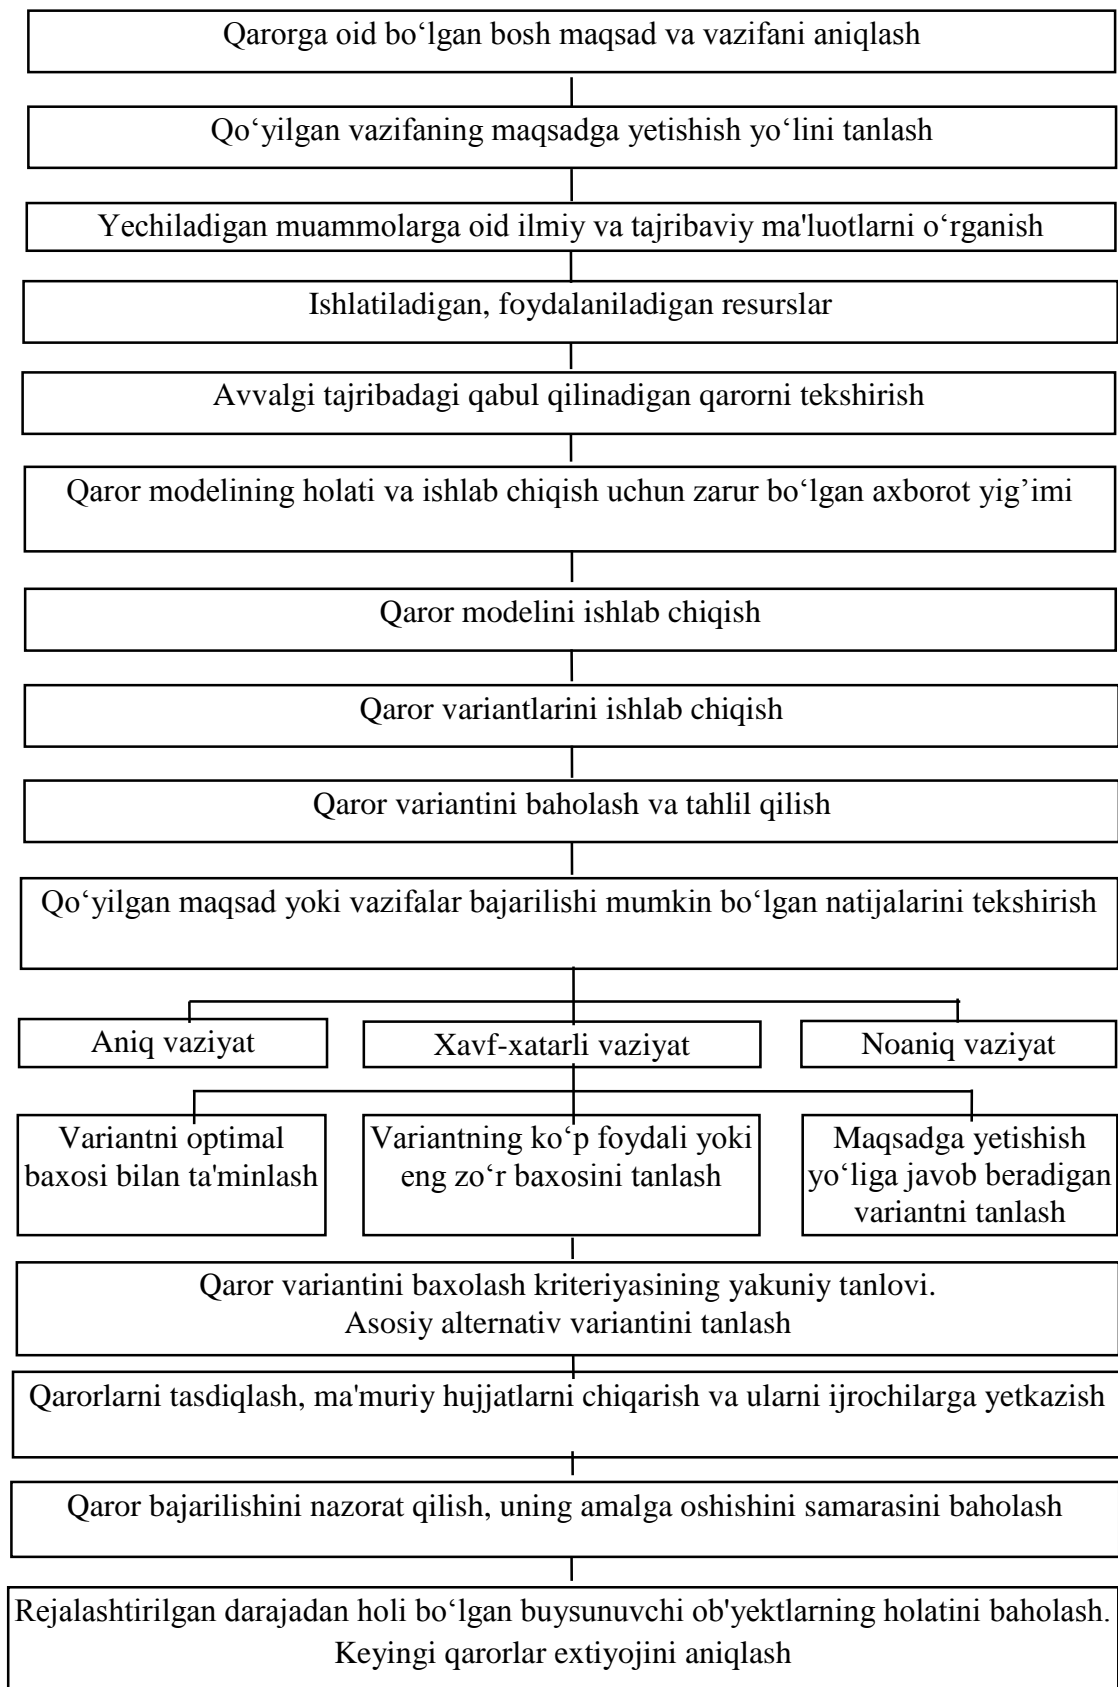 Qarorga oid bo‘lgan bosh maqsad va vazifani aniqlash
Qo‘yilgan vazifaning maqsadga yetishish yo‘lini tanlash
Yechiladigan muammolarga oid ilmiy va tajribaviy ma'luotlarni o‘rganish
Ishlatiladigan, foydalaniladigan resurslar
Avvalgi tajribadagi qabul qilinadigan qarorni tekshirish
Qaror modelining holati va ishlab chiqish uchun zarur bo‘lgan axborot yig’imi
Qaror modelini ishlab chiqish
Qaror variantlarini ishlab chiqish
Qaror variantini baholash va tahlil qilish
Qo‘yilgan maqsad yoki vazifalar bajarilishi mumkin bo‘lgan natijalarini tekshirish
Aniq vaziyat
Xavf-xatarli vaziyat
Noaniq vaziyat
Variantni optimal
baxosi bilan ta'minlash
Variantning ko‘p foydali yoki
eng zo‘r baxosini tanlash
Maqsadga yetishish
yo‘liga javob beradigan
variantni tanlash
Qaror variantini baxolash kriteriyasining yakuniy tanlovi.
Asosiy alternativ variantini tanlash
Qarorlarni tasdiqlash, ma'muriy hujjatlarni chiqarish va ularni ijrochilarga yetkazish
Qaror bajarilishini nazorat qilish, uning amalga oshishini samarasini baholash
Rejalashtirilgan darajadan holi bo‘lgan buysunuvchi ob'yektlarning holatini baholash.
Keyingi qarorlar extiyojini aniqlash